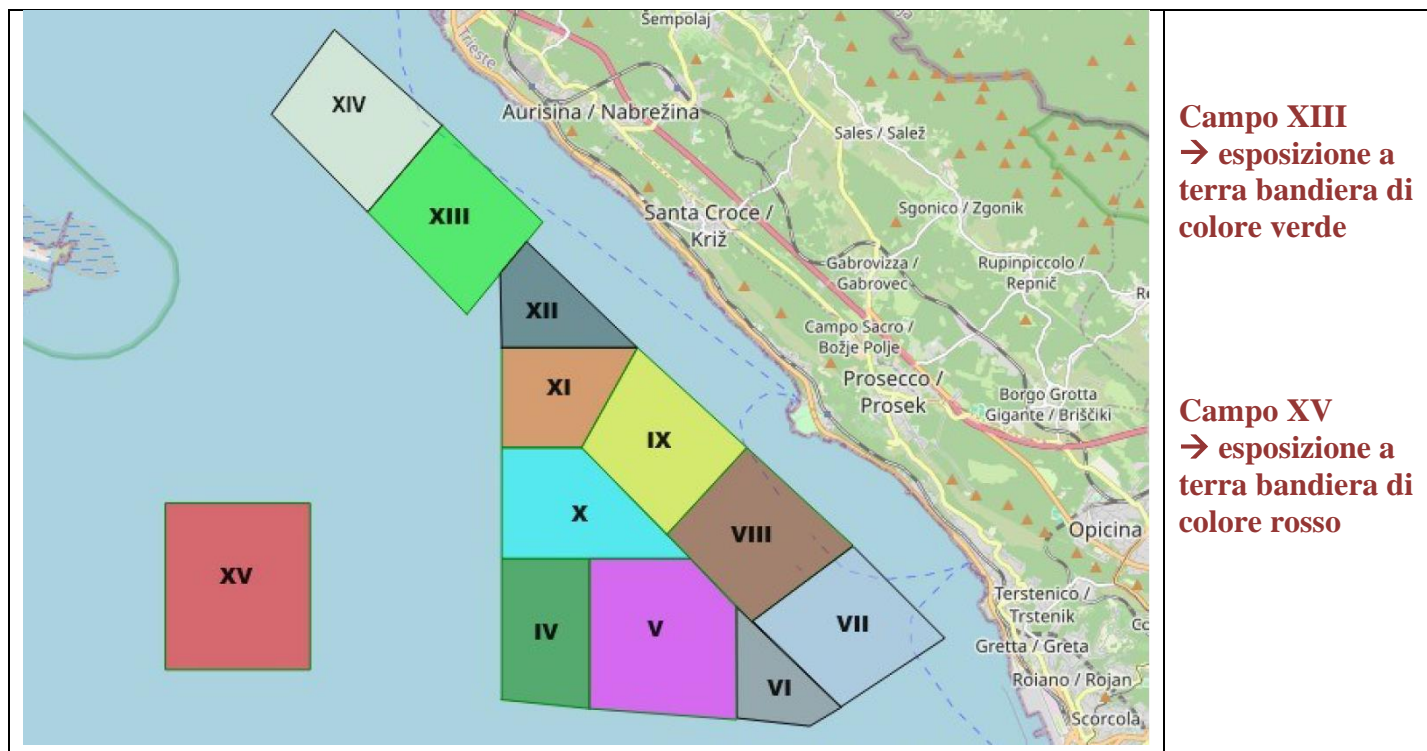 Sempolaj
Trieste
XIV
Aurisina / Nabrežina
Sales / Salež
XIII
Santa Croce /
Križ
Sgonico / Zgonik
Gabrovizza /
Gabrovec
Rupinpiccolo /
Repnič
XII
Campo Sacro /
Božje Polje
XI
Prosecco /
Prosek
Borgo Grotta
Gigante / Briščiki
IX
X
VIII
Opicina
XV
Terstenico /
Trstenik
IV
V
VII
Gretta / Greta
VI
Roiano / Rojan
Scorcola
Campo XIII
→ esposizione a
terra bandiera di
colore verde
Campo XV
→ esposizione a
terra bandiera di
colore rosso